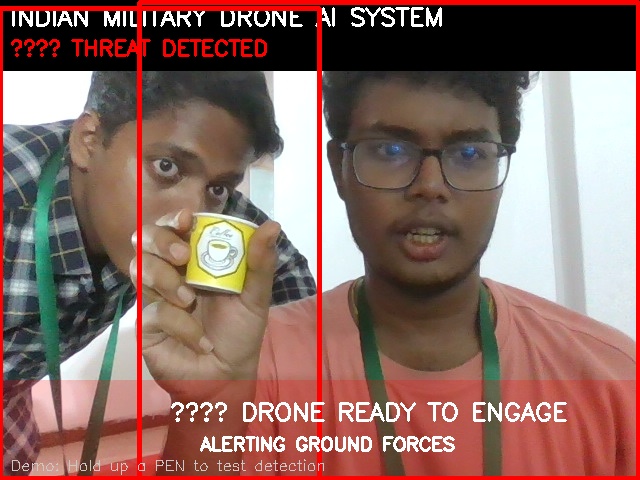 INDIAN MILITARY DRONE AI SYSTEM
???? THREAT DETECTED
Coffee
???? DRONE READY TO ENGAGE
ALERTING GROUND FORCES
Demo: Hold up a PEN to test detection